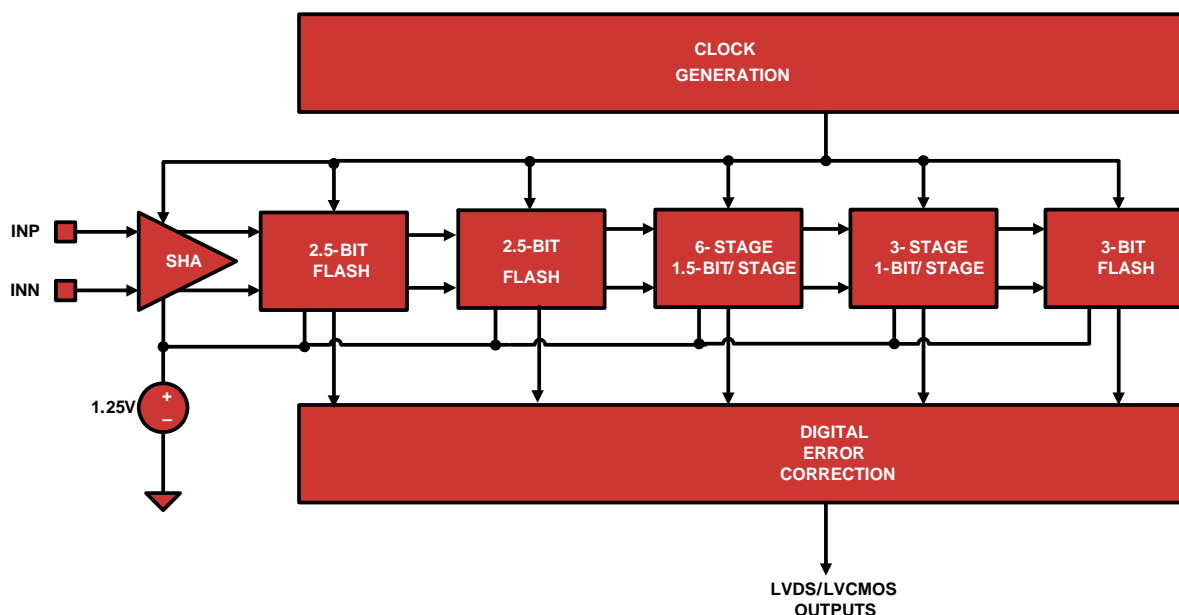 CLOCK
GENERATION
INP
INN
SHA
2.5-BIT
FLASH
2.5-BIT
FLASH
6- STAGE
1.5-BIT/ STAGE
3- STAGE
1-BIT/ STAGE
3-BIT
FLASH
1.25V
+
–
DIGITAL
ERROR
CORRECTION
LVDS/LVCMOS
OUTPUTS